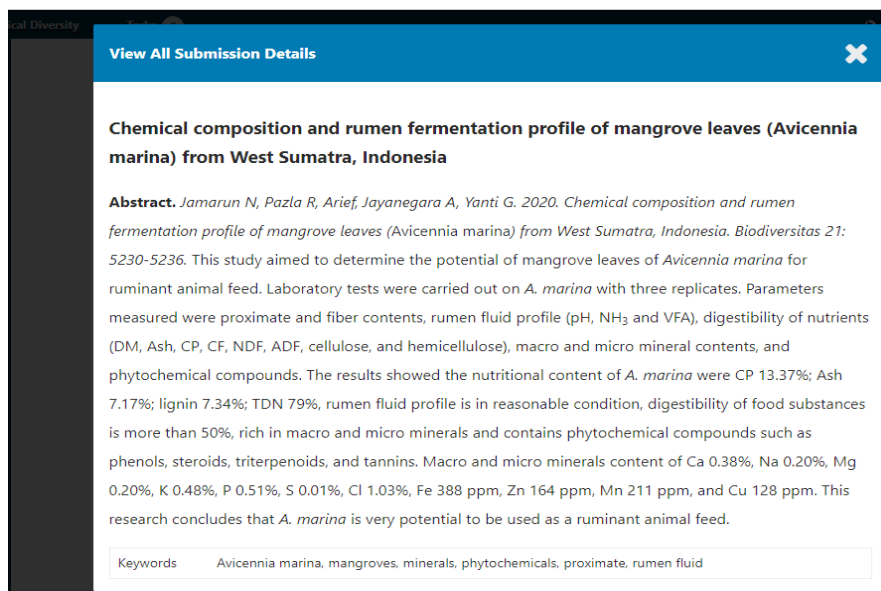 ical Diversity
View All Submission Details
Chemical composition and rumen fermentation profile of mangrove leaves (Avicennia
marina) from West Sumatra, Indonesia
Abstract. Jamarun N, Pazla R, Arief, Jayanegara A, Yanti G. 2020. Chemical composition and rumen
fermentation profile of mangrove leaves (Avicennia marina) from West Sumatra, Indonesia. Biodiversitas 21:
5230-5236. This study aimed to determine the potential of mangrove leaves of Avicennia marina for
ruminant animal feed. Laboratory tests were carried out on A. marina with three replicates. Parameters
measured were proximate and fiber contents, rumen fluid profile (pH, NH₃ and VFA), digestibility of nutrients
(DM, Ash, CP, CF, NDF, ADF, cellulose, and hemicellulose), macro and micro mineral contents, and
phytochemical compounds. The results showed the nutritional content of A. marina were CP 13.37%; Ash
7.17%; lignin 7.34%; TDN 79%, rumen fluid profile is in reasonable condition, digestibility of food substances
is more than 50%, rich in macro and micro minerals and contains phytochemical compounds such as
phenols, steroids, triterpenoids, and tannins. Macro and micro minerals content of Ca 0.38%, Na 0.20%, Mg
0.20%, K 0.48%, P 0.51%, S 0.01%, Cl 1.03%, Fe 388 ppm, Zn 164 ppm, Mn 211 ppm, and Cu 128 ppm. This
research concludes that A. marina is very potential to be used as a ruminant animal feed.
Keywords Avicennia marina, mangroves, minerals, phytochemicals, proximate, rumen fluid